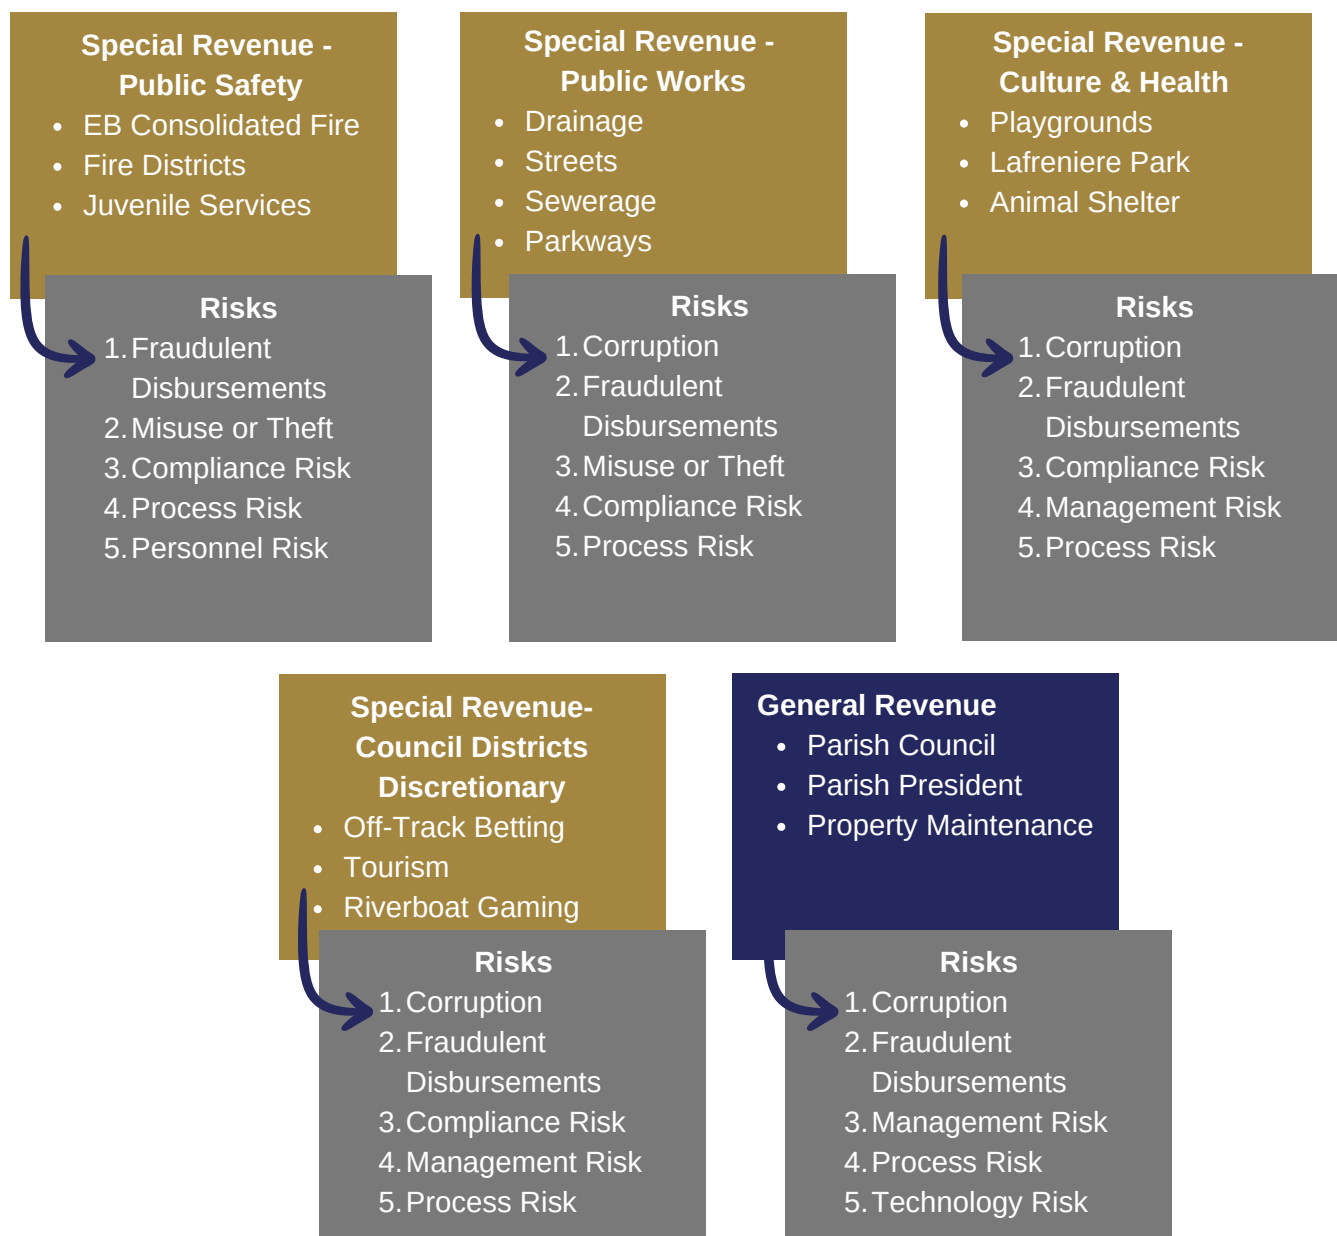 Special Revenue -
Public Safety
• EB Consolidated Fire
• Fire Districts
• Juvenile Services
Risks
1. Fraudulent
Disbursements
2. Misuse or Theft
3. Compliance Risk
4. Process Risk
5. Personnel Risk
Special Revenue -
Public Works
• Drainage
• Streets
• Sewerage
• Parkways
Risks
1. Corruption
2. Fraudulent
Disbursements
3. Misuse or Theft
4. Compliance Risk
5. Process Risk
Special Revenue -
Culture & Health
• Playgrounds
• Lafreniere Park
• Animal Shelter
Risks
1. Corruption
2. Fraudulent
Disbursements
3. Compliance Risk
4. Management Risk
5. Process Risk
Special Revenue-
Council Districts
Discretionary
• Off-Track Betting
• Tourism
• Riverboat Gaming
Risks
1. Corruption
2. Fraudulent
Disbursements
3. Compliance Risk
4. Management Risk
5. Process Risk
General Revenue
• Parish Council
• Parish President
• Property Maintenance
Risks
1. Corruption
2. Fraudulent
Disbursements
3. Management Risk
4. Process Risk
5. Technology Risk